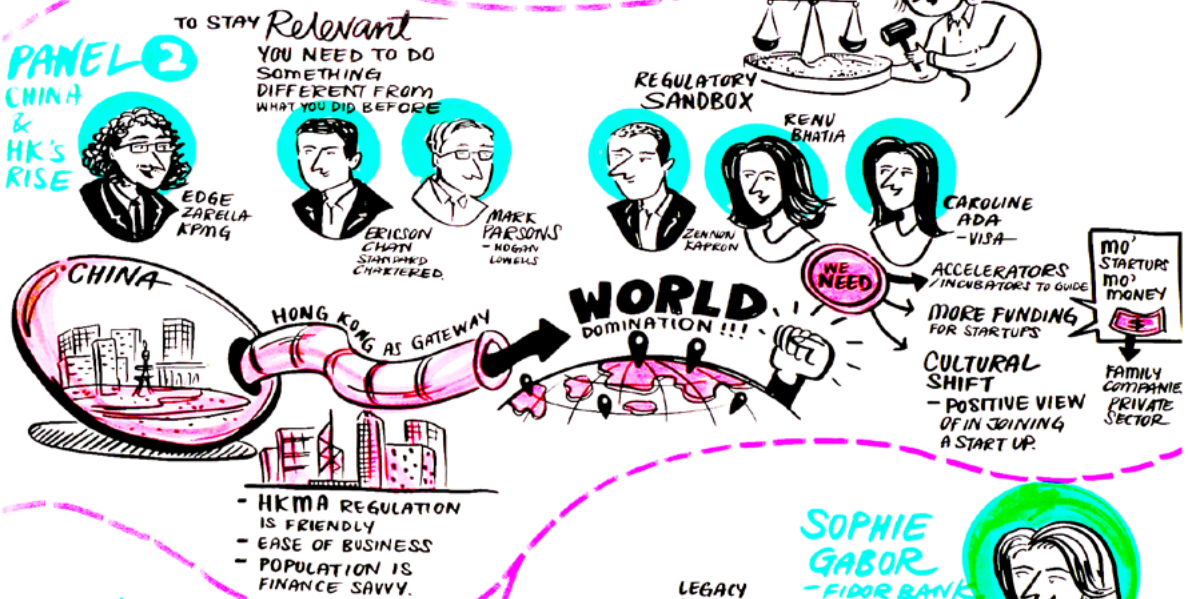 TO STAY Relevant
YOU NEED TO DO
SOMETHING
DIFFERENT FROM
WHAT YOU DID BEFORE
PANEL 2
CHINA
&
HK'S
RISE
EDGE
ZARELLA
KPMG
ERICSON
CHAN
STANDARD
CHARTERED.
MARK
PARSONS
- HOGAN
LOVELLS
REGULATORY
SANDBOX
ZENNON
KAPRON
RENU
BHATIA
CAROLINE
ADA
- VISA
CHINA
HONG KONG AS GATEWAY
WORLD
DOMINATION!!!
WE
NEED
ACCELERATORS
/INCUBATORS TO GUIDE
MORE FUNDING
FOR STARTUPS
CULTURAL
SHIFT
- POSITIVE VIEW
OF IN JOINING
A START UP.
MO'
STARTUPS
MO'
MONEY
$
FAMILY
COMPANIE
PRIVATE
SECTOR
- HKMA REGULATION
IS FRIENDLY
- EASE OF BUSINESS
- POPULATION IS
FINANCE SAVVY.
SOPHIE
GABOR
- FIDOR BANK
LEGACY